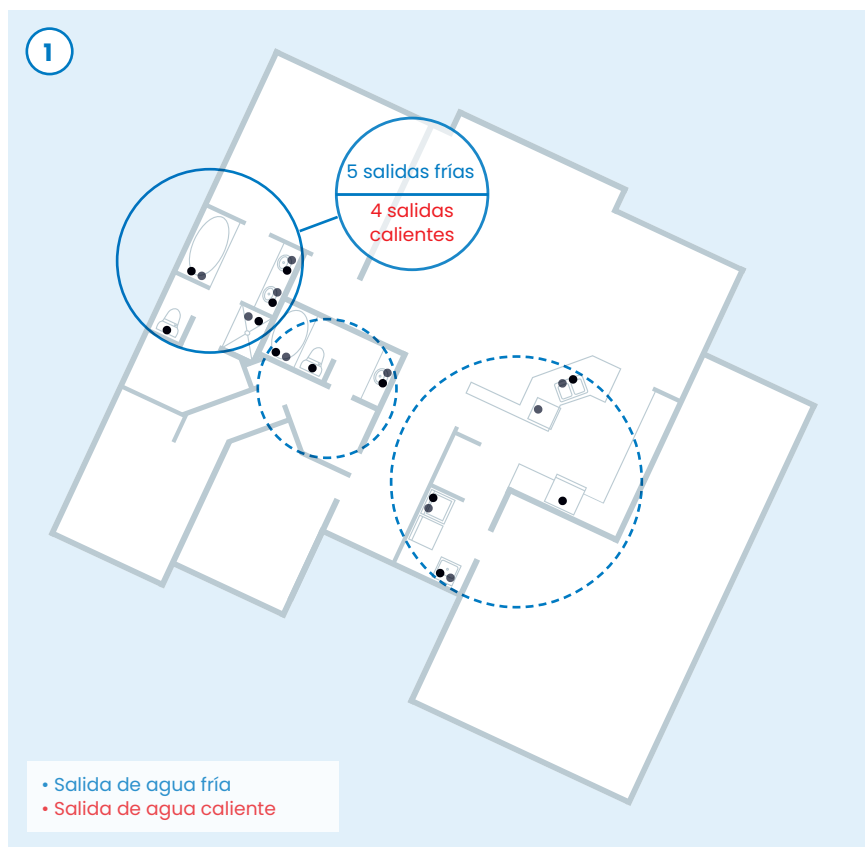 1
5 salidas frías
4 salidas
calientes
• Salida de agua fría
• Salida de agua caliente